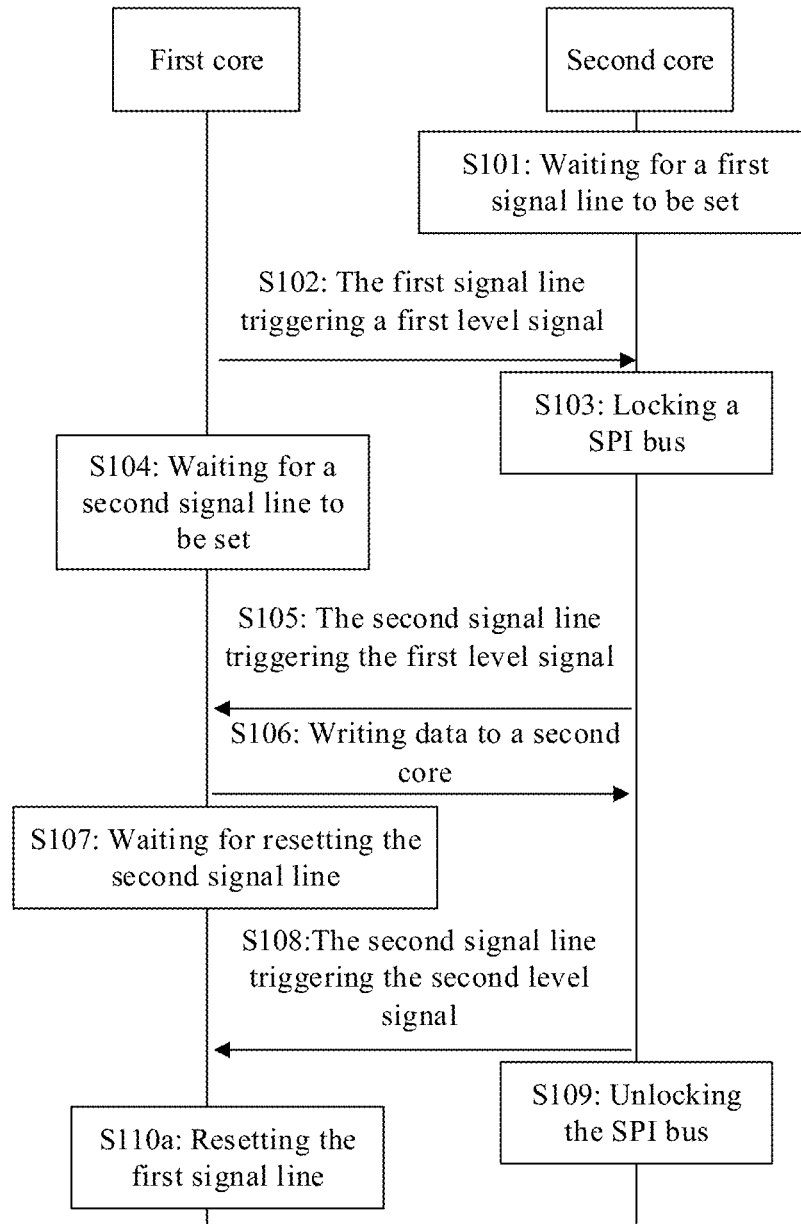 First core
Second core
S101: Waiting for a first
signal line to be set
S102: The first signal line
triggering a first level signal
S103: Locking a
SPI bus
S104: Waiting for a
second signal line to
be set
S105: The second signal line
triggering the first level signal
S106: Writing data to a second
core
S107: Waiting for resetting the
second signal line
S108:The second signal line
triggering the second level
signal
S109: Unlocking
the SPI bus
S110a: Resetting the
first signal line